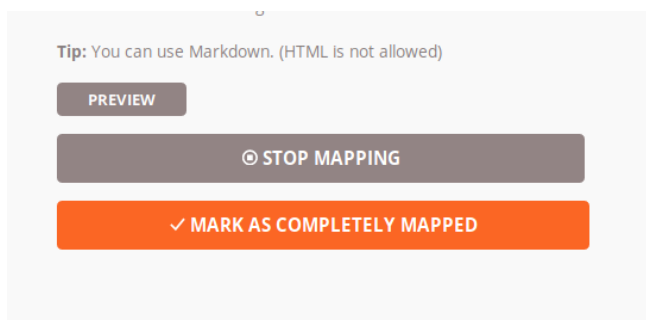 Tip: You can use Markdown. (HTML is not allowed)
PREVIEW
STOP MAPPING
MARK AS COMPLETELY MAPPED